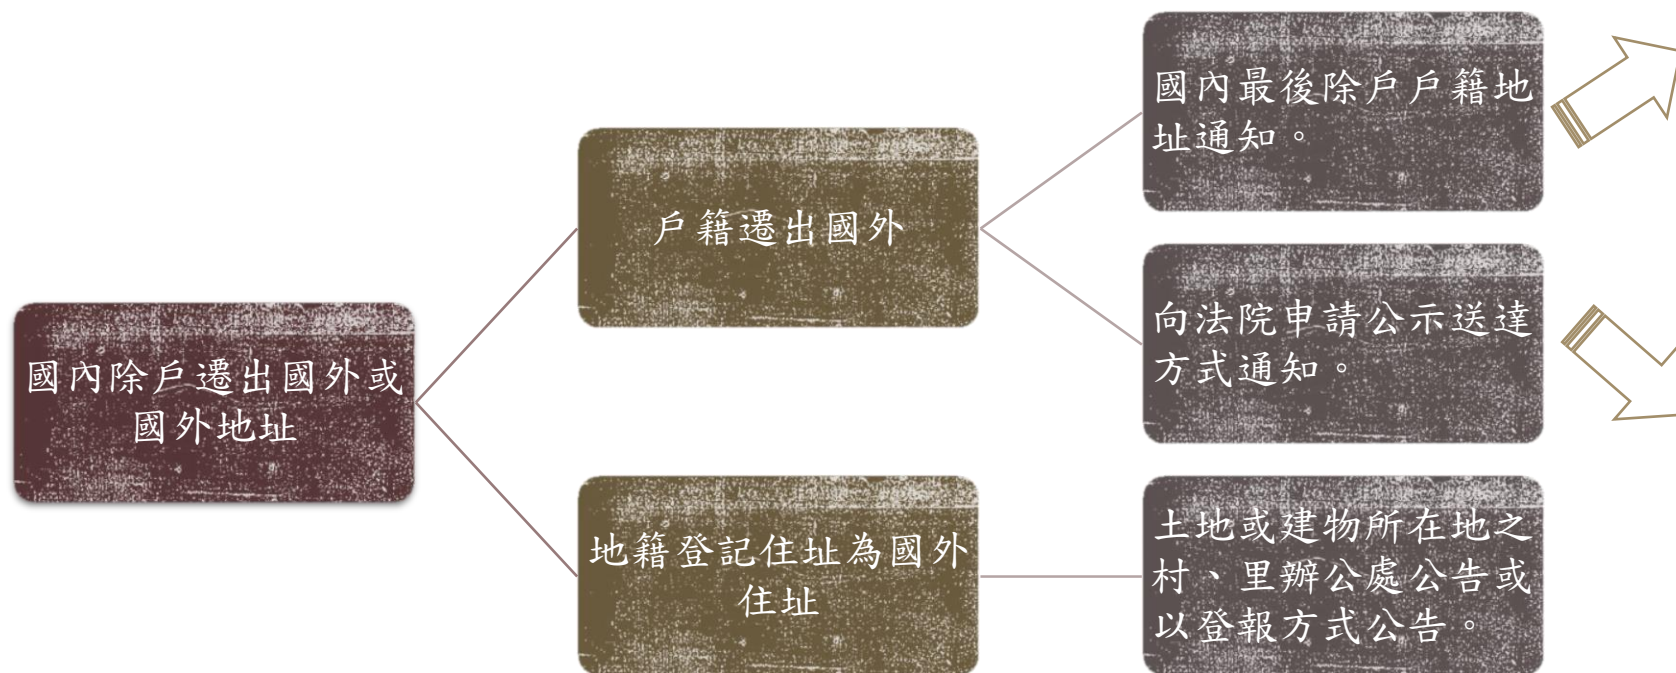 國內除戶遷出國外或
國外地址
戶籍遷出國外
國內最後除戶戶籍地
址通知。
向法院申請公示送達
方式通知。
地籍登記住址為國外
住址
土地或建物所在地之
村、里辦公處公告或
以登報方式公告。